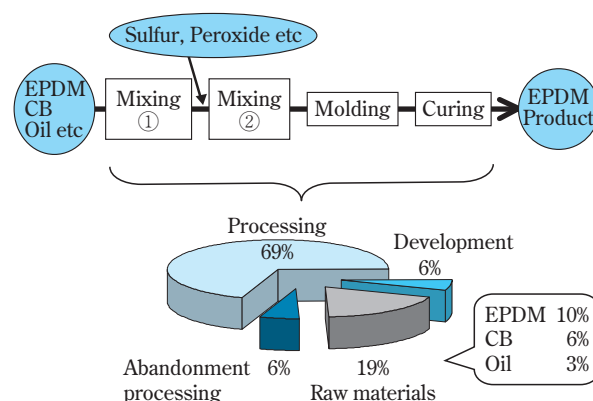 Sulfur, Peroxide etc
EPDM
CB
Oil etc
Mixing
①
Mixing
②
Molding
Curing
EPDM
Product
Processing
69%
Development
6%
EPDM 10%
CB 6%
Oil 3%
Abandonment
processing
6%
19%
Raw materials